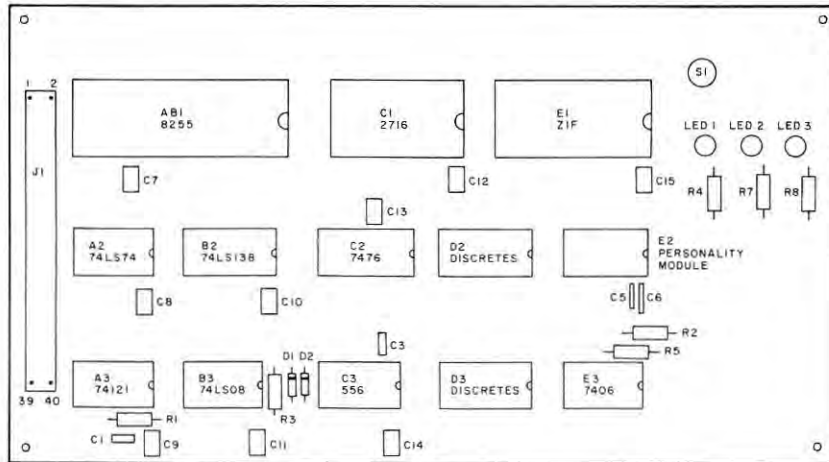 S1
1 2
AB1
8255
C1
2716
E1
ZIF
LED 1 LED 2 LED 3
J1
C7
C12
C15
R4
R7
R8
C13
A2
74LS74
B2
74LS138
C2
7476
D2
DISCRETES
E2
PERSONALITY
MODULE
C8
C10
C5
C6
C3
R2
R5
D1 D2
A3
74121
B3
74LS08
R3
C3
556
D3
DISCRETES
E3
7406
39 40
R1
C1
C9
C11
C14